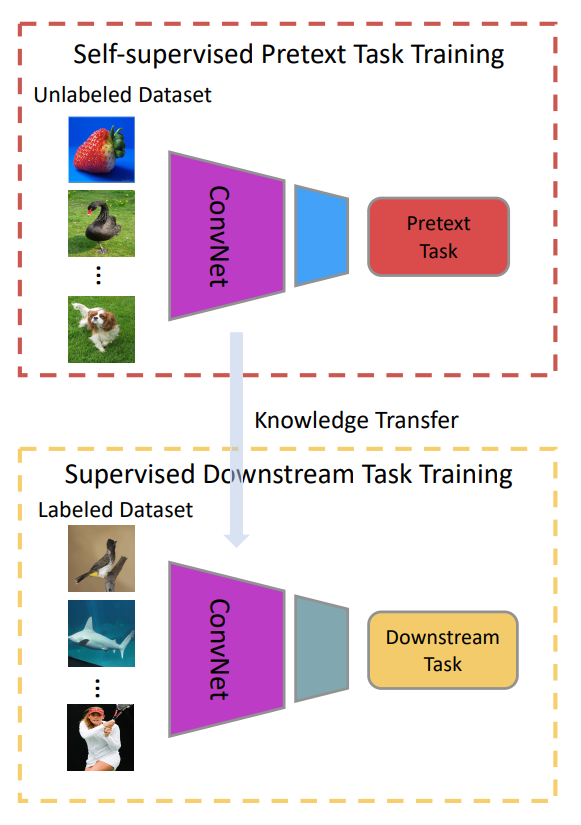 Self-supervised Pretext Task Training
Unlabeled Dataset
ConvNet
Pretext
Task
Knowledge Transfer
Supervised Downstream Task Training
Labeled Dataset
ConvNet
Downstream
Task